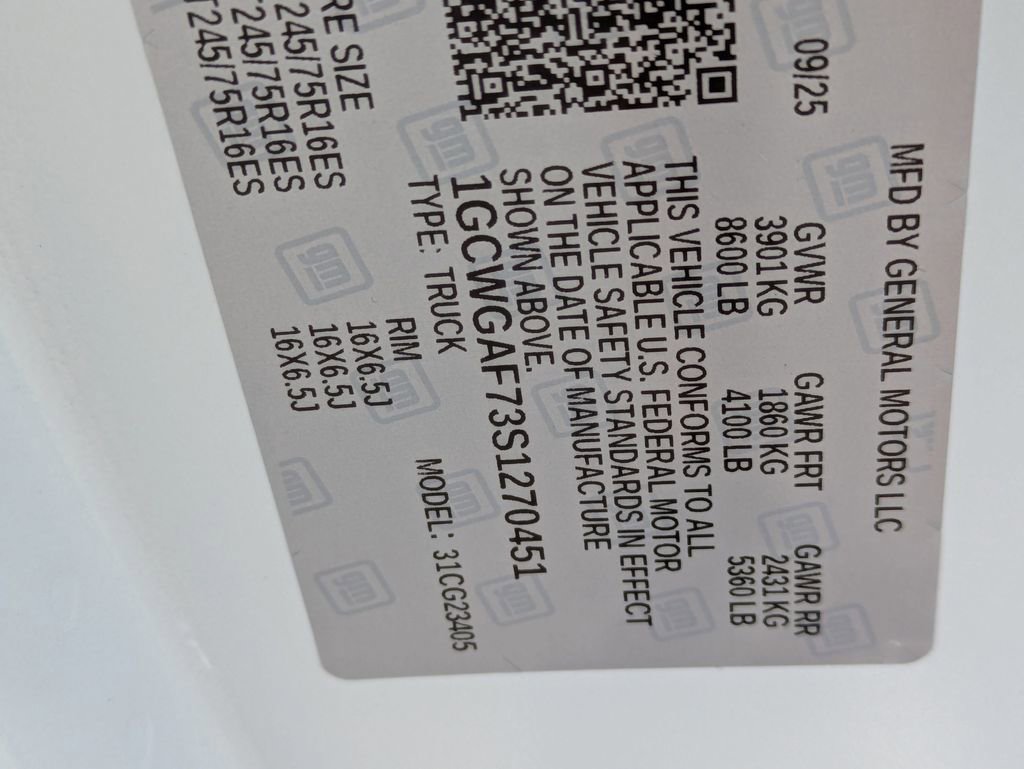 MFD BY GENERAL MOTORS LLC
09/25 GVWR GAWR FRT GAWR RR
3901 KG 1860 KG 2431 KG
8600 LB 4100 LB 5360 LB
THIS VEHICLE CONFORMS TO ALL
APPLICABLE U.S. FEDERAL MOTOR
VEHICLE SAFETY STANDARDS IN EFFECT
ON THE DATE OF MANUFACTURE
SHOWN ABOVE.
1GCWGAF73S1270451
TYPE: TRUCK MODEL: 31CG23405
SIZE RIM
245/75R16ES 16X6.5J
245/75R16ES 16X6.5J
245/75R16ES 16X6.5J
gm